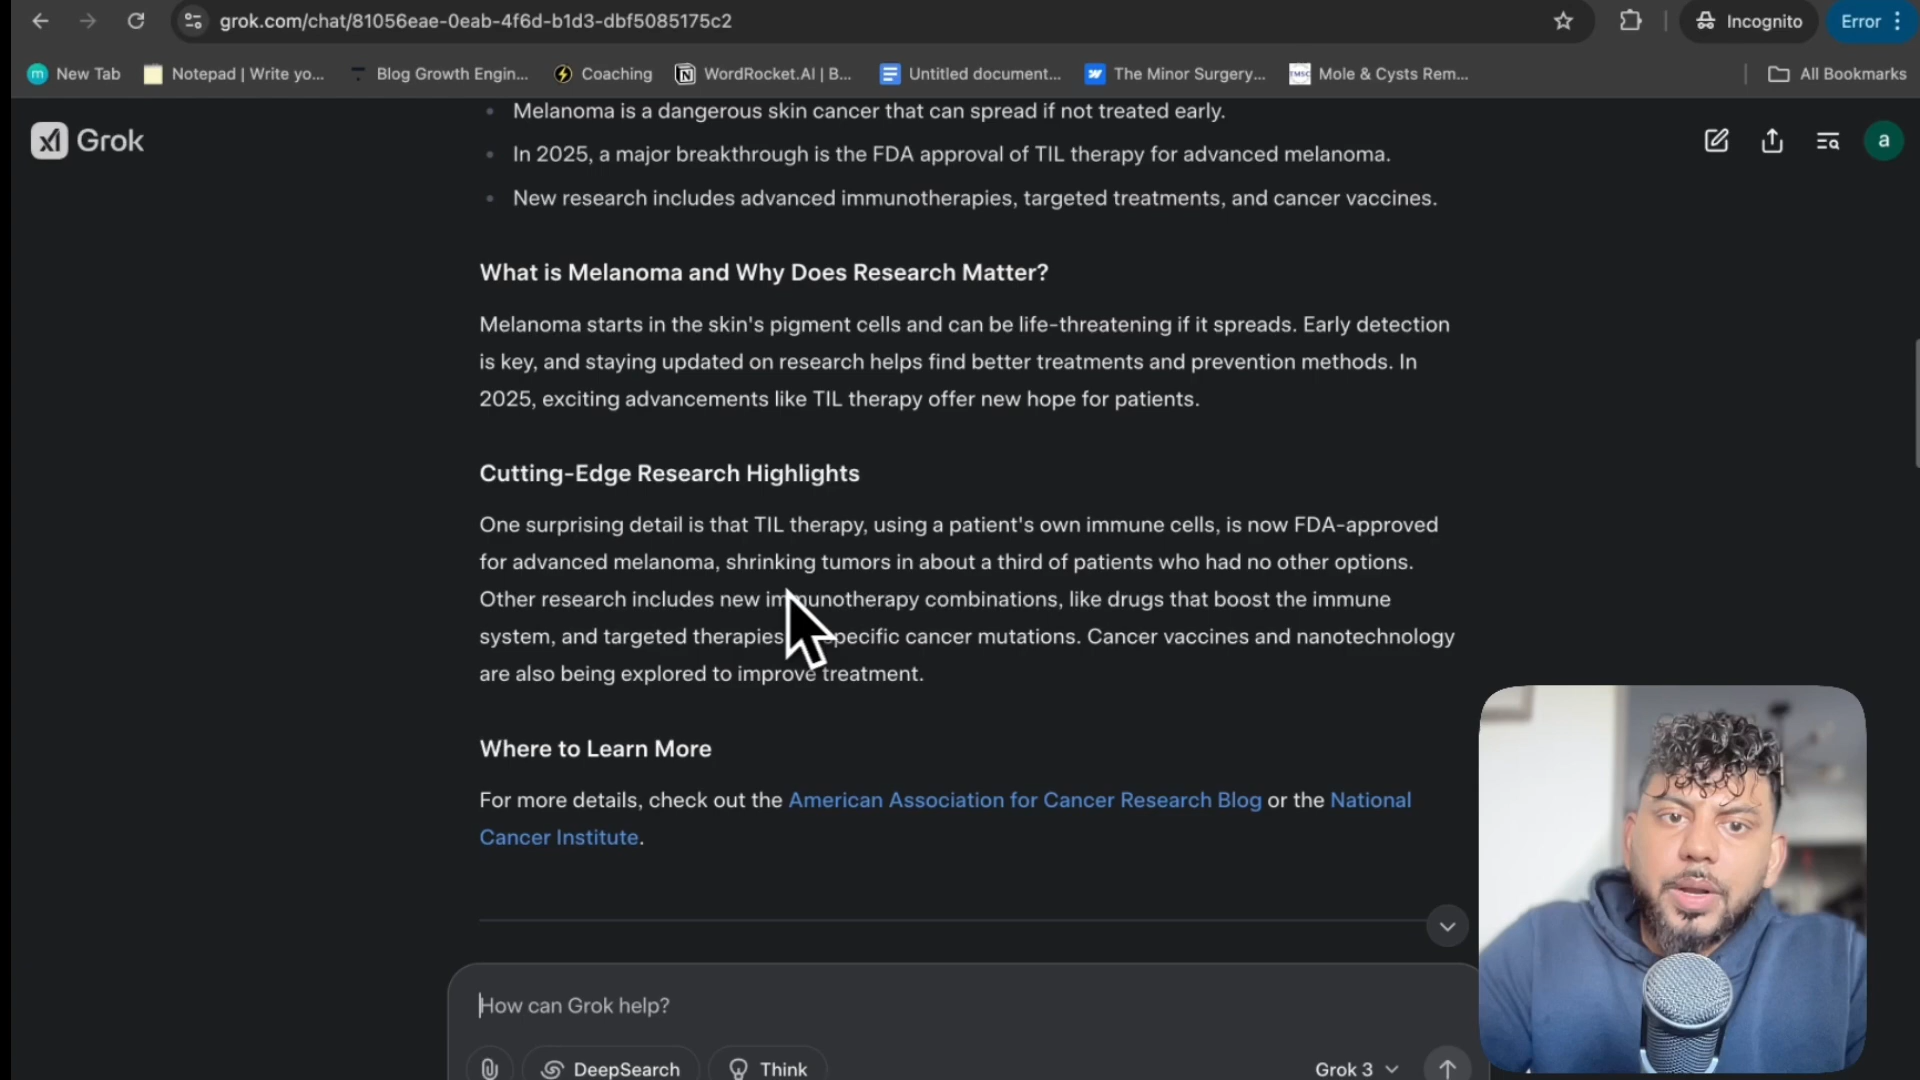 grok.com/chat/81056eae-0eab-4f6d-b1d3-dbf5085175c2
Incognito
Error
New Tab
Notepad | Write yo...
Blog Growth Engin...
Coaching
WordRocket.AI | B...
Untitled document...
The Minor Surgery...
TMSC
Mole & Cysts Rem...
All Bookmarks
Grok
a
Melanoma is a dangerous skin cancer that can spread if not treated early.
In 2025, a major breakthrough is the FDA approval of TIL therapy for advanced melanoma.
New research includes advanced immunotherapies, targeted treatments, and cancer vaccines.
What is Melanoma and Why Does Research Matter?
Melanoma starts in the skin's pigment cells and can be life-threatening if it spreads. Early detection
is key, and staying updated on research helps find better treatments and prevention methods. In
2025, exciting advancements like TIL therapy offer new hope for patients.
Cutting-Edge Research Highlights
One surprising detail is that TIL therapy, using a patient's own immune cells, is now FDA-approved
for advanced melanoma, shrinking tumors in about a third of patients who had no other options.
Other research includes new immunotherapy combinations, like drugs that boost the immune
system, and targeted therapies specific cancer mutations. Cancer vaccines and nanotechnology
are also being explored to improve treatment.
Where to Learn More
For more details, check out the American Association for Cancer Research Blog or the National
Cancer Institute.
How can Grok help?
DeepSearch
Think
Grok 3